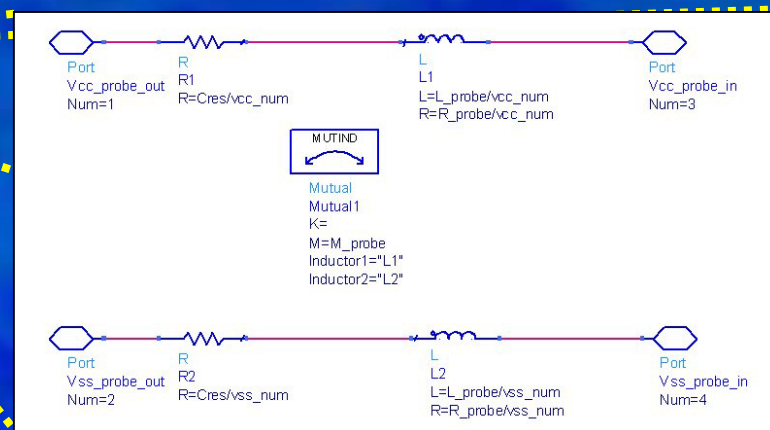 Port
Vcc_probe_out
Num=1
R
R1
R=Cres/vcc_num
L
L1
L=L_probe/vcc_num
R=R_probe/vcc_num
Port
Vcc_probe_in
Num=3
MUTIND
Mutual
Mutual1
K=
M=M_probe
Inductor1="L1"
Inductor2="L2"
Port
Vss_probe_out
Num=2
R
R2
R=Cres/vss_num
L
L2
L=L_probe/vss_num
R=R_probe/vss_num
Port
Vss_probe_in
Num=4